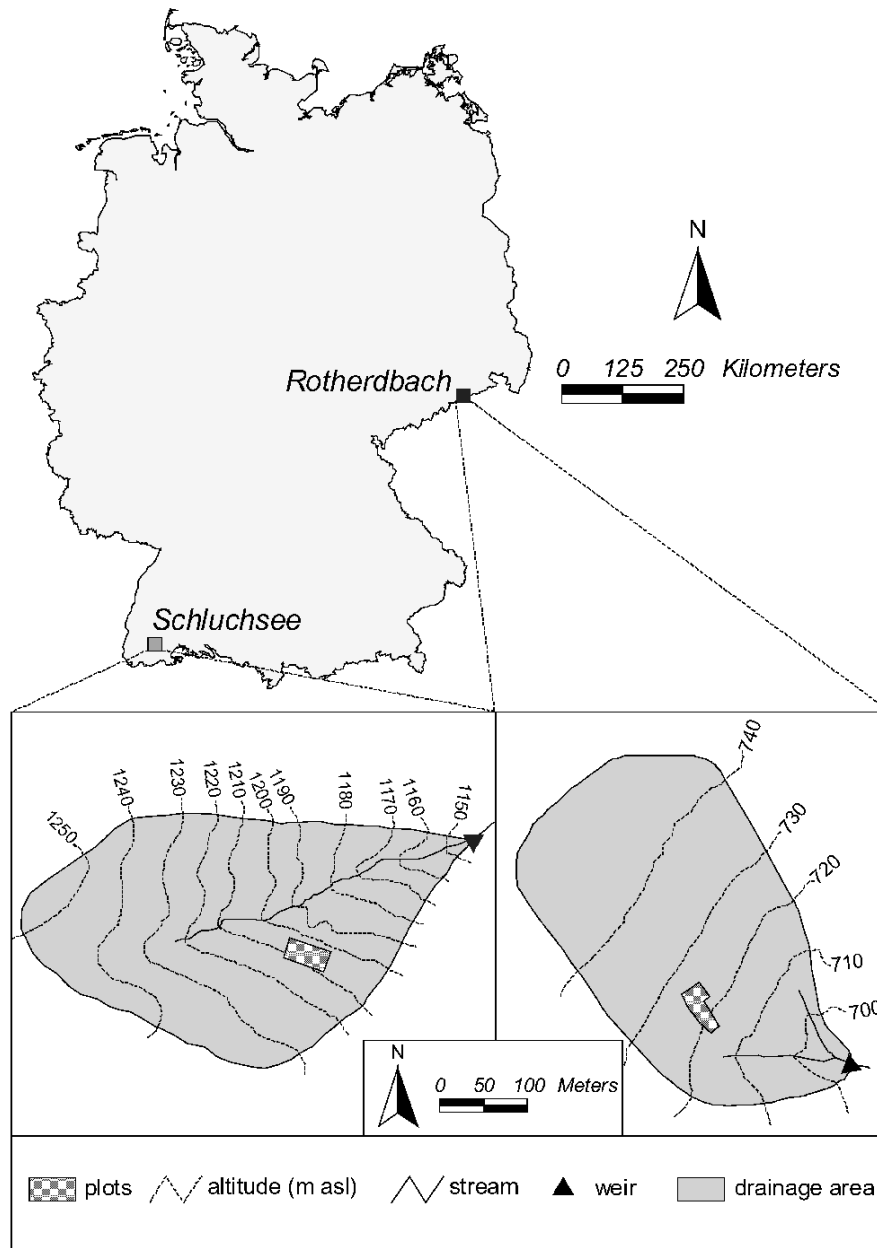 N
0 125 250 Kilometers
Rotherdbach
Schluchsee
1250
1240
1230
1220
1210
1200
1190
1180
1170
1160
1150
740
730
720
710
700
N
0 50 100 Meters
plots altitude (m asl) stream weir drainage area